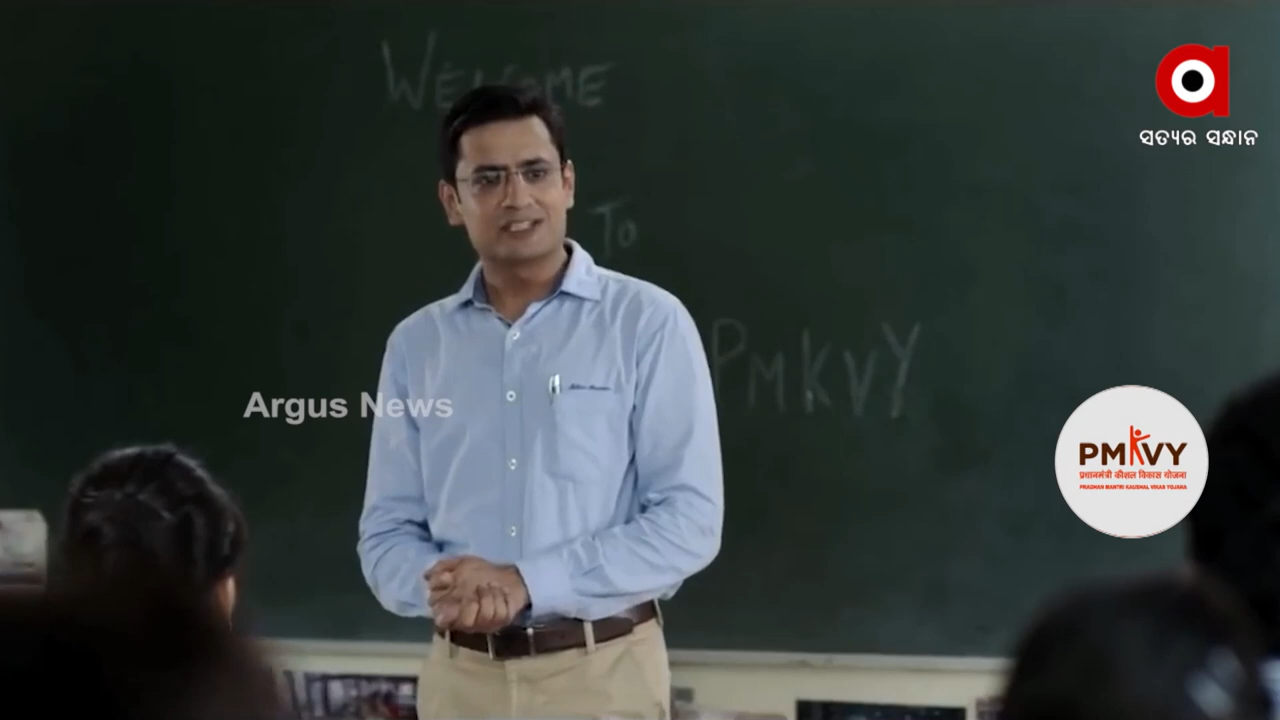 WELCOME
To
PMKVY
ସତ୍ୟର ସନ୍ଧାନ
Argus News
PMKVY
प्रधानमंत्री कौशल विकास योजना
PRADHAN MANTRI KAUSHAL VIKAS YOJANA